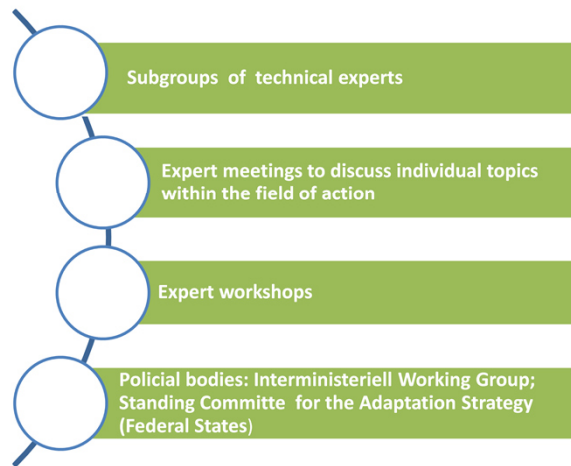 Subgroups of technical experts
Expert meetings to discuss individual topics
within the field of action
Expert workshops
Policial bodies: Interministeriell Working Group;
Standing Committe for the Adaptation Strategy
(Federal States)